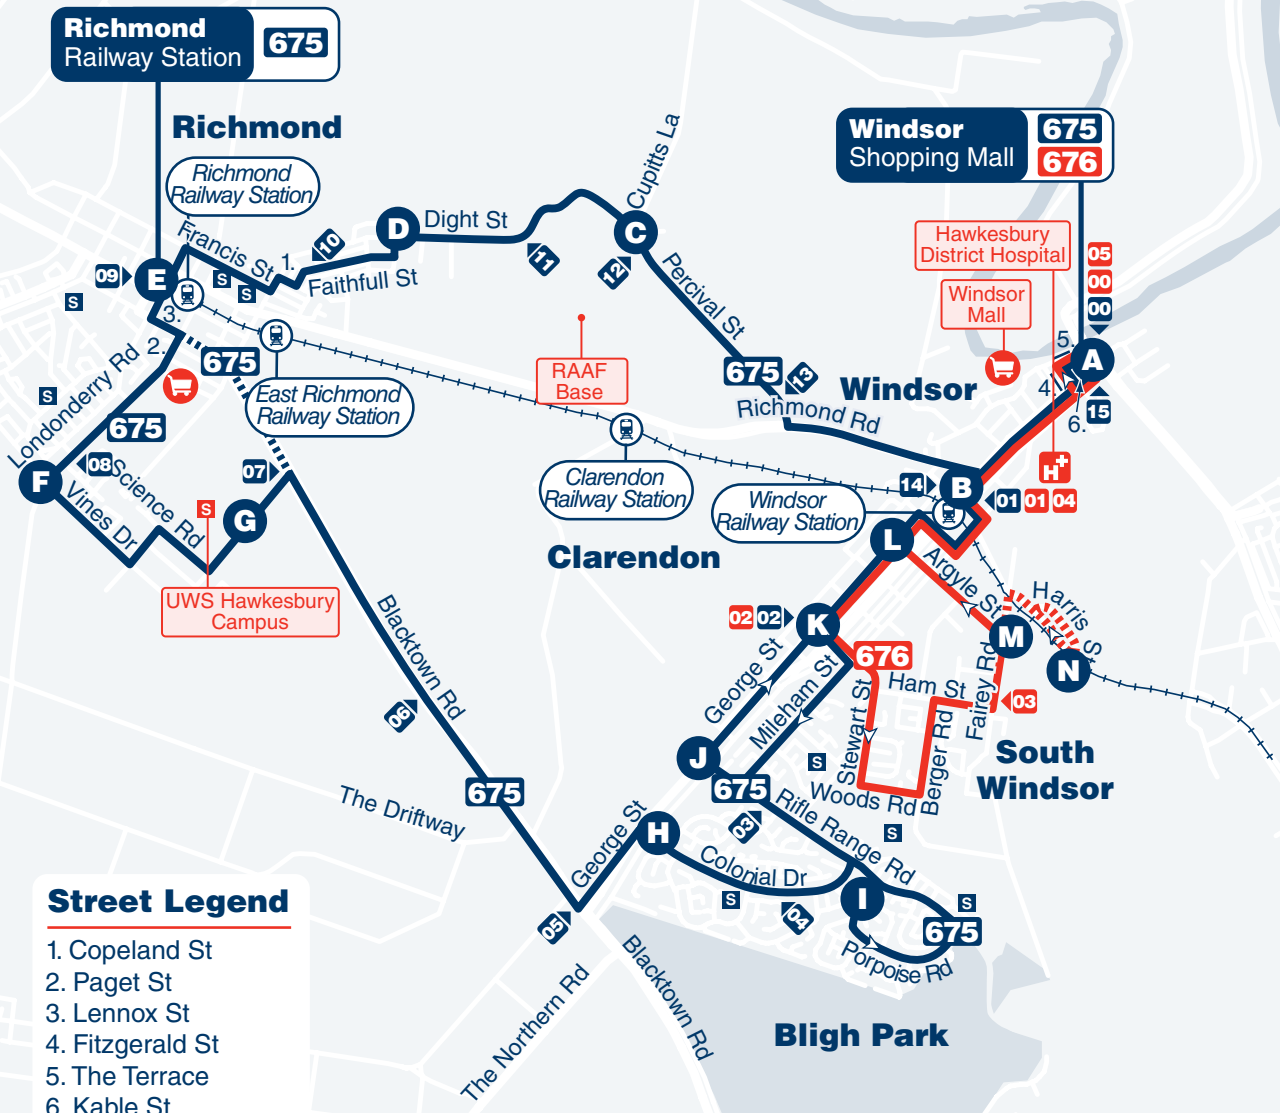 Richmond
Railway Station
675
Richmond
Windsor
Shopping Mall
675
676
Richmond
Railway Station
Cupitts La
D
Dight St
C
Francis St
1.
10
Faithfull St
11
12
Percival St
Hawkesbury
District Hospital
05
00
00
Windsor
Mall
09
E
S
S
S
3.
2.
675
East Richmond
Railway Station
RAAF
Base
675
13
Windsor
Richmond Rd
5.
A
4.
6.
15
S
Londonderry Rd
675
F
08
Science Rd
Vines Dr
07
S
G
UWS Hawkesbury
Campus
Clarendon
Railway Station
Windsor
Railway Station
14
B
H+
01
01
04
Clarendon
L
Argyle St
Harris St
02
02
K
676
M
N
Ham St
Fairey Rd
03
Blacktown Rd
06
George St
Mileham St
Stewart St
Berger Rd
J
S
Woods Rd
South
Windsor
675
The Driftway
675
03
Rifle Range Rd
S
George St
H
Colonial Dr
S
04
I
S
675
Porpoise Rd
05
Blacktown Rd
The Northern Rd
Bligh Park
Street Legend
1. Copeland St
2. Paget St
3. Lennox St
4. Fitzgerald St
5. The Terrace
6. Kable St